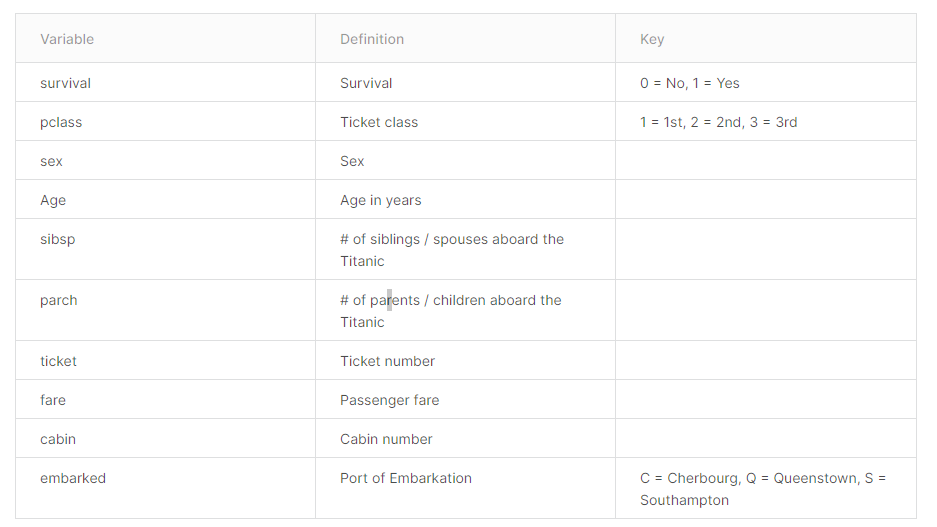 Variable Definition Key
survival Survival 0 = No, 1 = Yes
pclass Ticket class 1 = 1st, 2 = 2nd, 3 = 3rd
sex Sex
Age Age in years
sibsp # of siblings / spouses aboard the
Titanic
parch # of parents / children aboard the
Titanic
ticket Ticket number
fare Passenger fare
cabin Cabin number
embarked Port of Embarkation C = Cherbourg, Q = Queenstown, S =
Southampton